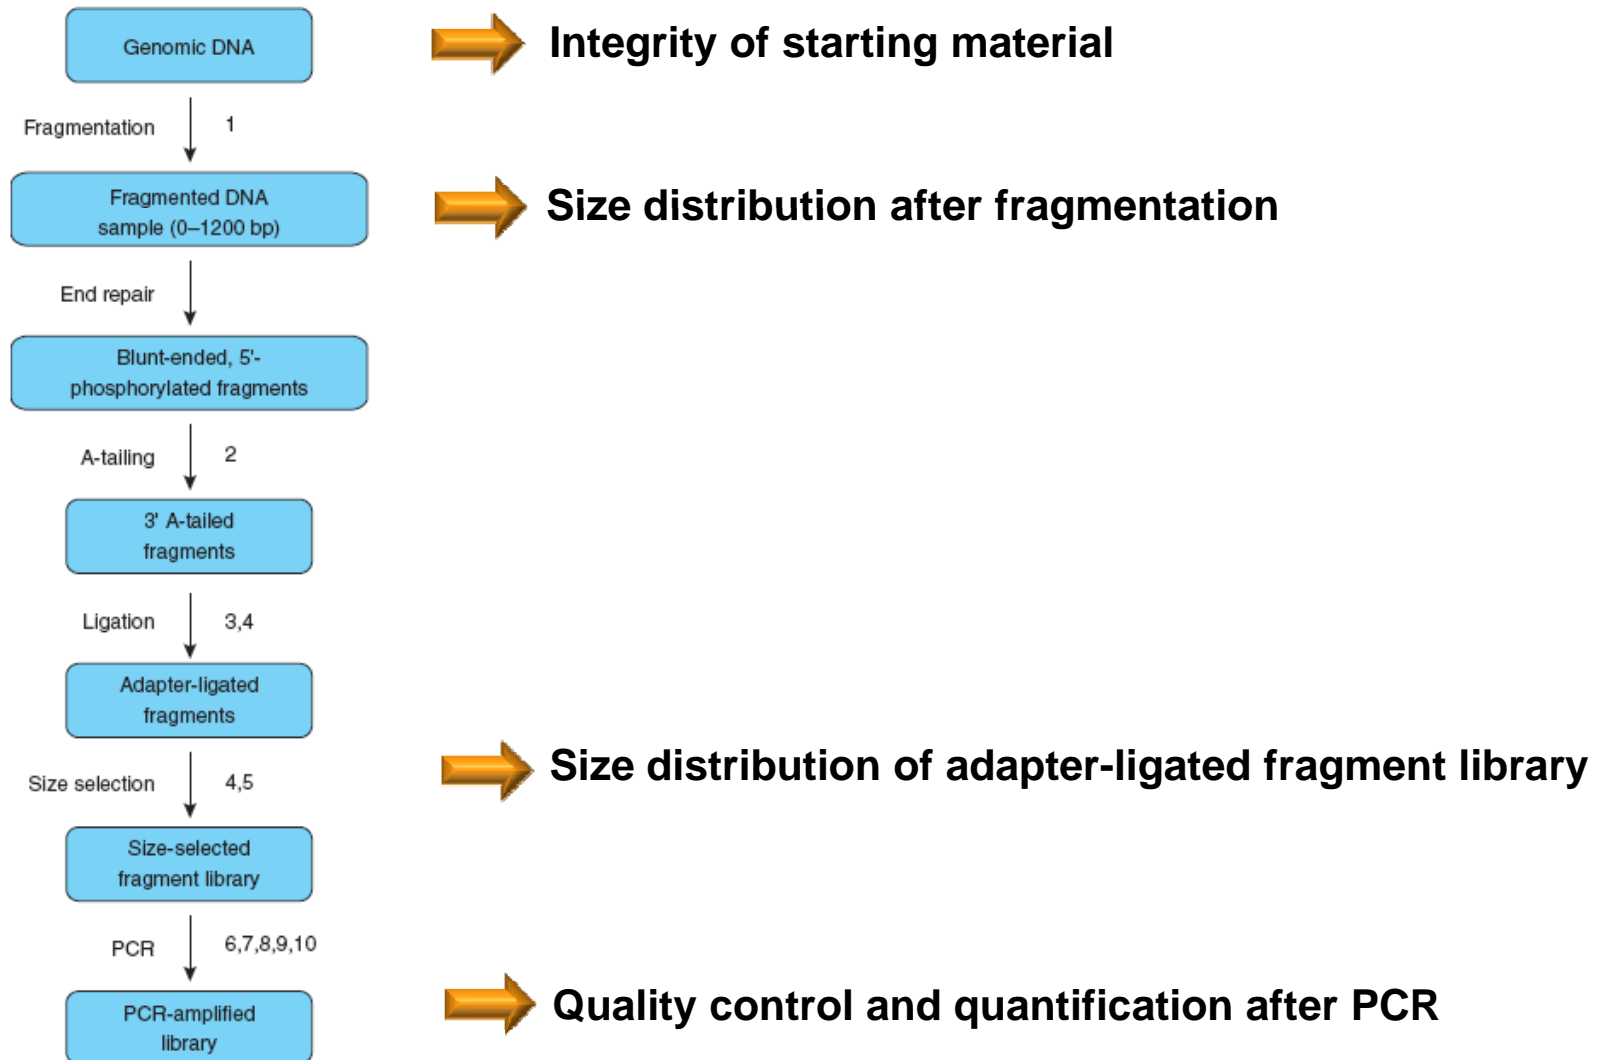 Genomic DNA
Integrity of starting material
Fragmentation 1
Fragmented DNA
sample (0–1200 bp)
Size distribution after fragmentation
End repair
Blunt-ended, 5'-
phosphorylated fragments
A-tailing 2
3' A-tailed
fragments
Ligation 3,4
Adapter-ligated
fragments
Size distribution of adapter-ligated fragment library
Size selection 4,5
Size-selected
fragment library
PCR 6,7,8,9,10
PCR-amplified
library
Quality control and quantification after PCR